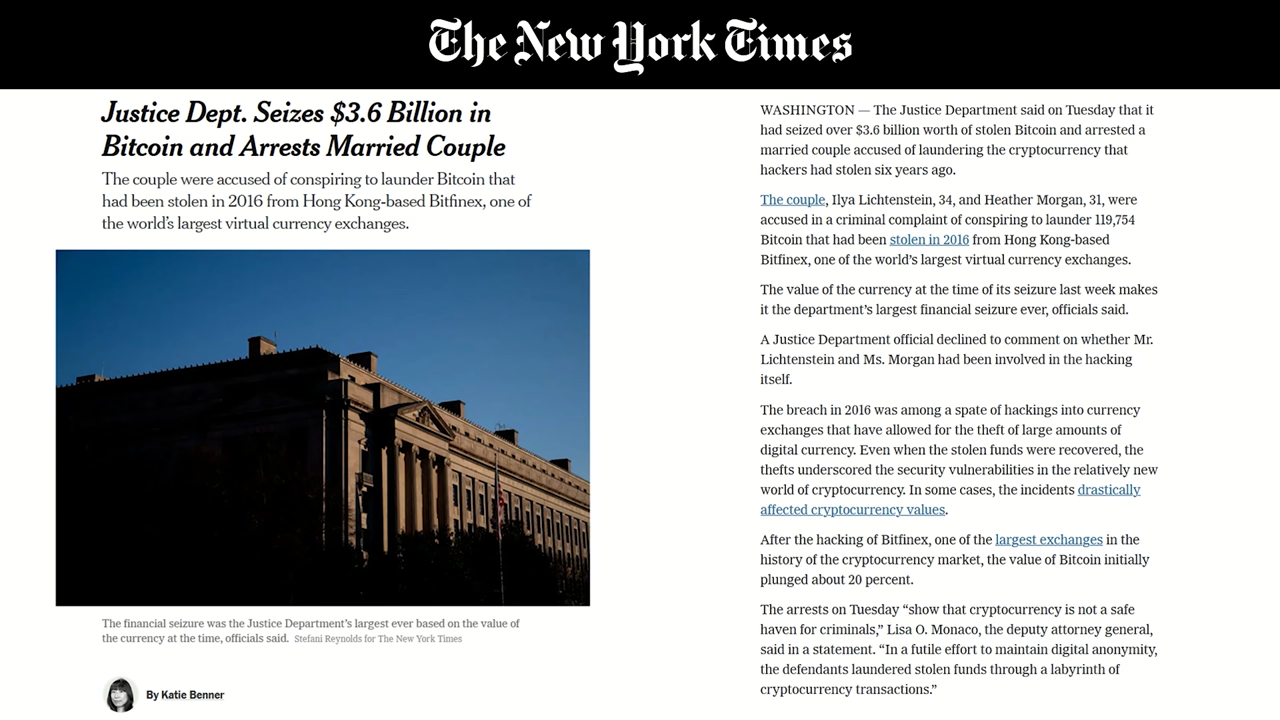 The New York Times
Justice Dept. Seizes $3.6 Billion in
Bitcoin and Arrests Married Couple
The couple were accused of conspiring to launder Bitcoin that
had been stolen in 2016 from Hong Kong-based Bitfinex, one of
the world's largest virtual currency exchanges.
The financial seizure was the Justice Department's largest ever based on the value of
the currency at the time, officials said. Stefani Reynolds for The New York Times
By Katie Benner
WASHINGTON — The Justice Department said on Tuesday that it
had seized over $3.6 billion worth of stolen Bitcoin and arrested a
married couple accused of laundering the cryptocurrency that
hackers had stolen six years ago.
The couple, Ilya Lichtenstein, 34, and Heather Morgan, 31, were
accused in a criminal complaint of conspiring to launder 119,754
Bitcoin that had been stolen in 2016 from Hong Kong-based
Bitfinex, one of the world's largest virtual currency exchanges.
The value of the currency at the time of its seizure last week makes
it the department's largest financial seizure ever, officials said.
A Justice Department official declined to comment on whether Mr.
Lichtenstein and Ms. Morgan had been involved in the hacking
itself.
The breach in 2016 was among a spate of hackings into currency
exchanges that have allowed for the theft of large amounts of
digital currency. Even when the stolen funds were recovered, the
thefts underscored the security vulnerabilities in the relatively new
world of cryptocurrency. In some cases, the incidents drastically
affected cryptocurrency values.
After the hacking of Bitfinex, one of the largest exchanges in the
history of the cryptocurrency market, the value of Bitcoin initially
plunged about 20 percent.
The arrests on Tuesday “show that cryptocurrency is not a safe
haven for criminals,” Lisa O. Monaco, the deputy attorney general,
said in a statement. “In a futile effort to maintain digital anonymity,
the defendants laundered stolen funds through a labyrinth of
cryptocurrency transactions.”